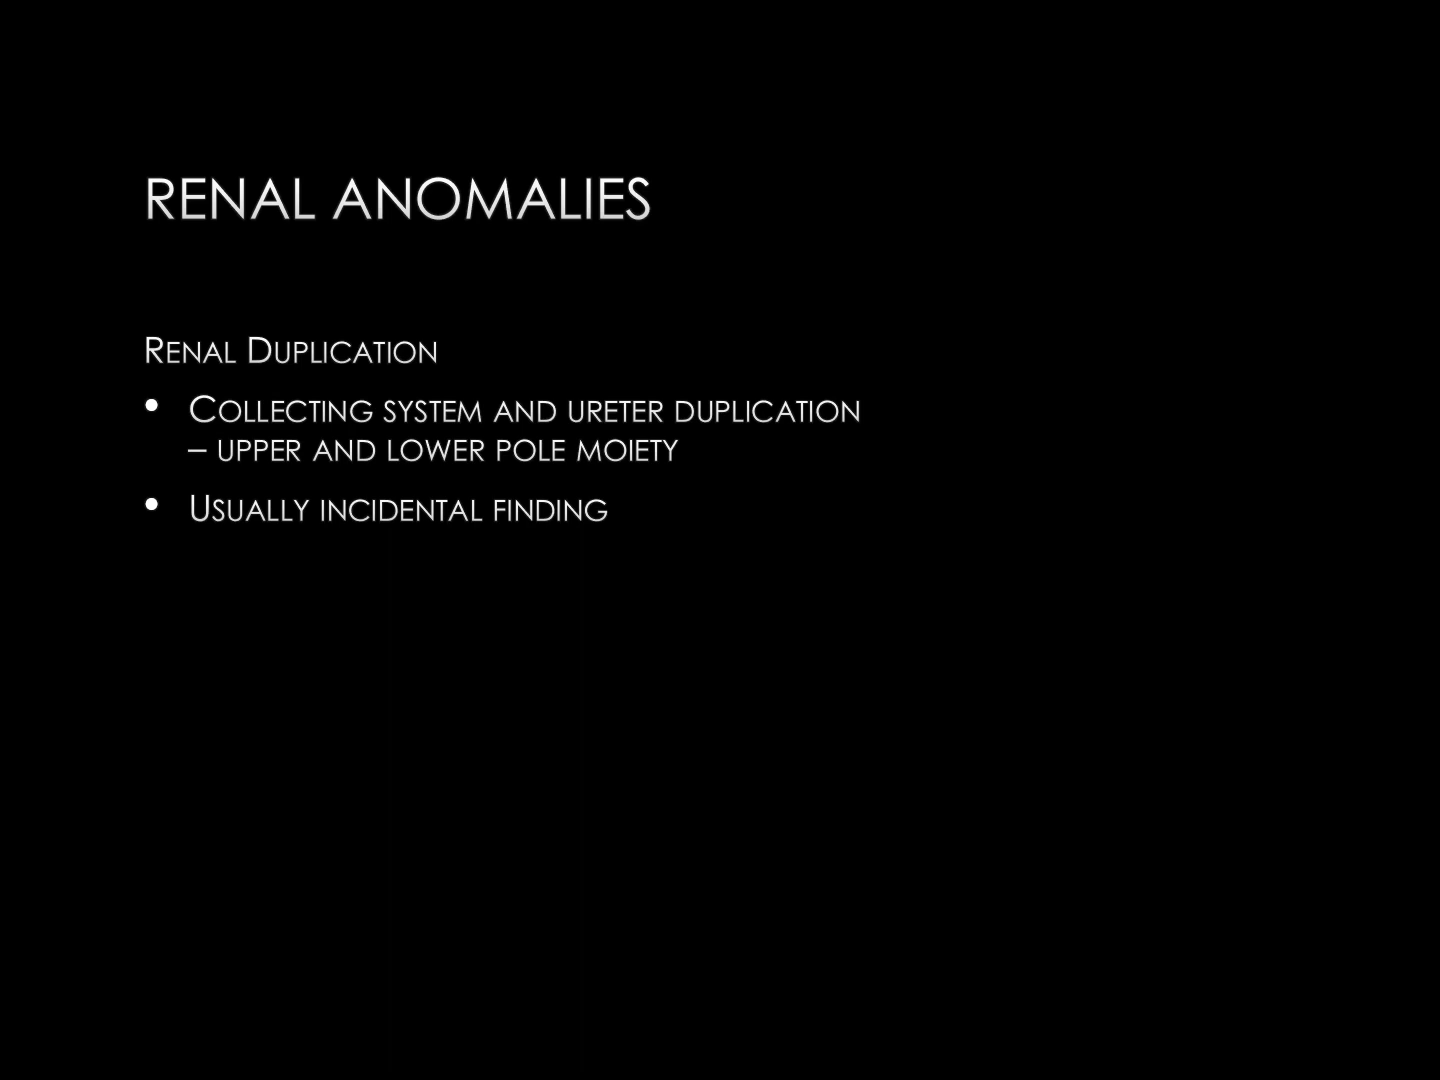 RENAL ANOMALIES
RENAL DUPLICATION
• COLLECTING SYSTEM AND URETER DUPLICATION
– UPPER AND LOWER POLE MOIETY
• USUALLY INCIDENTAL FINDING